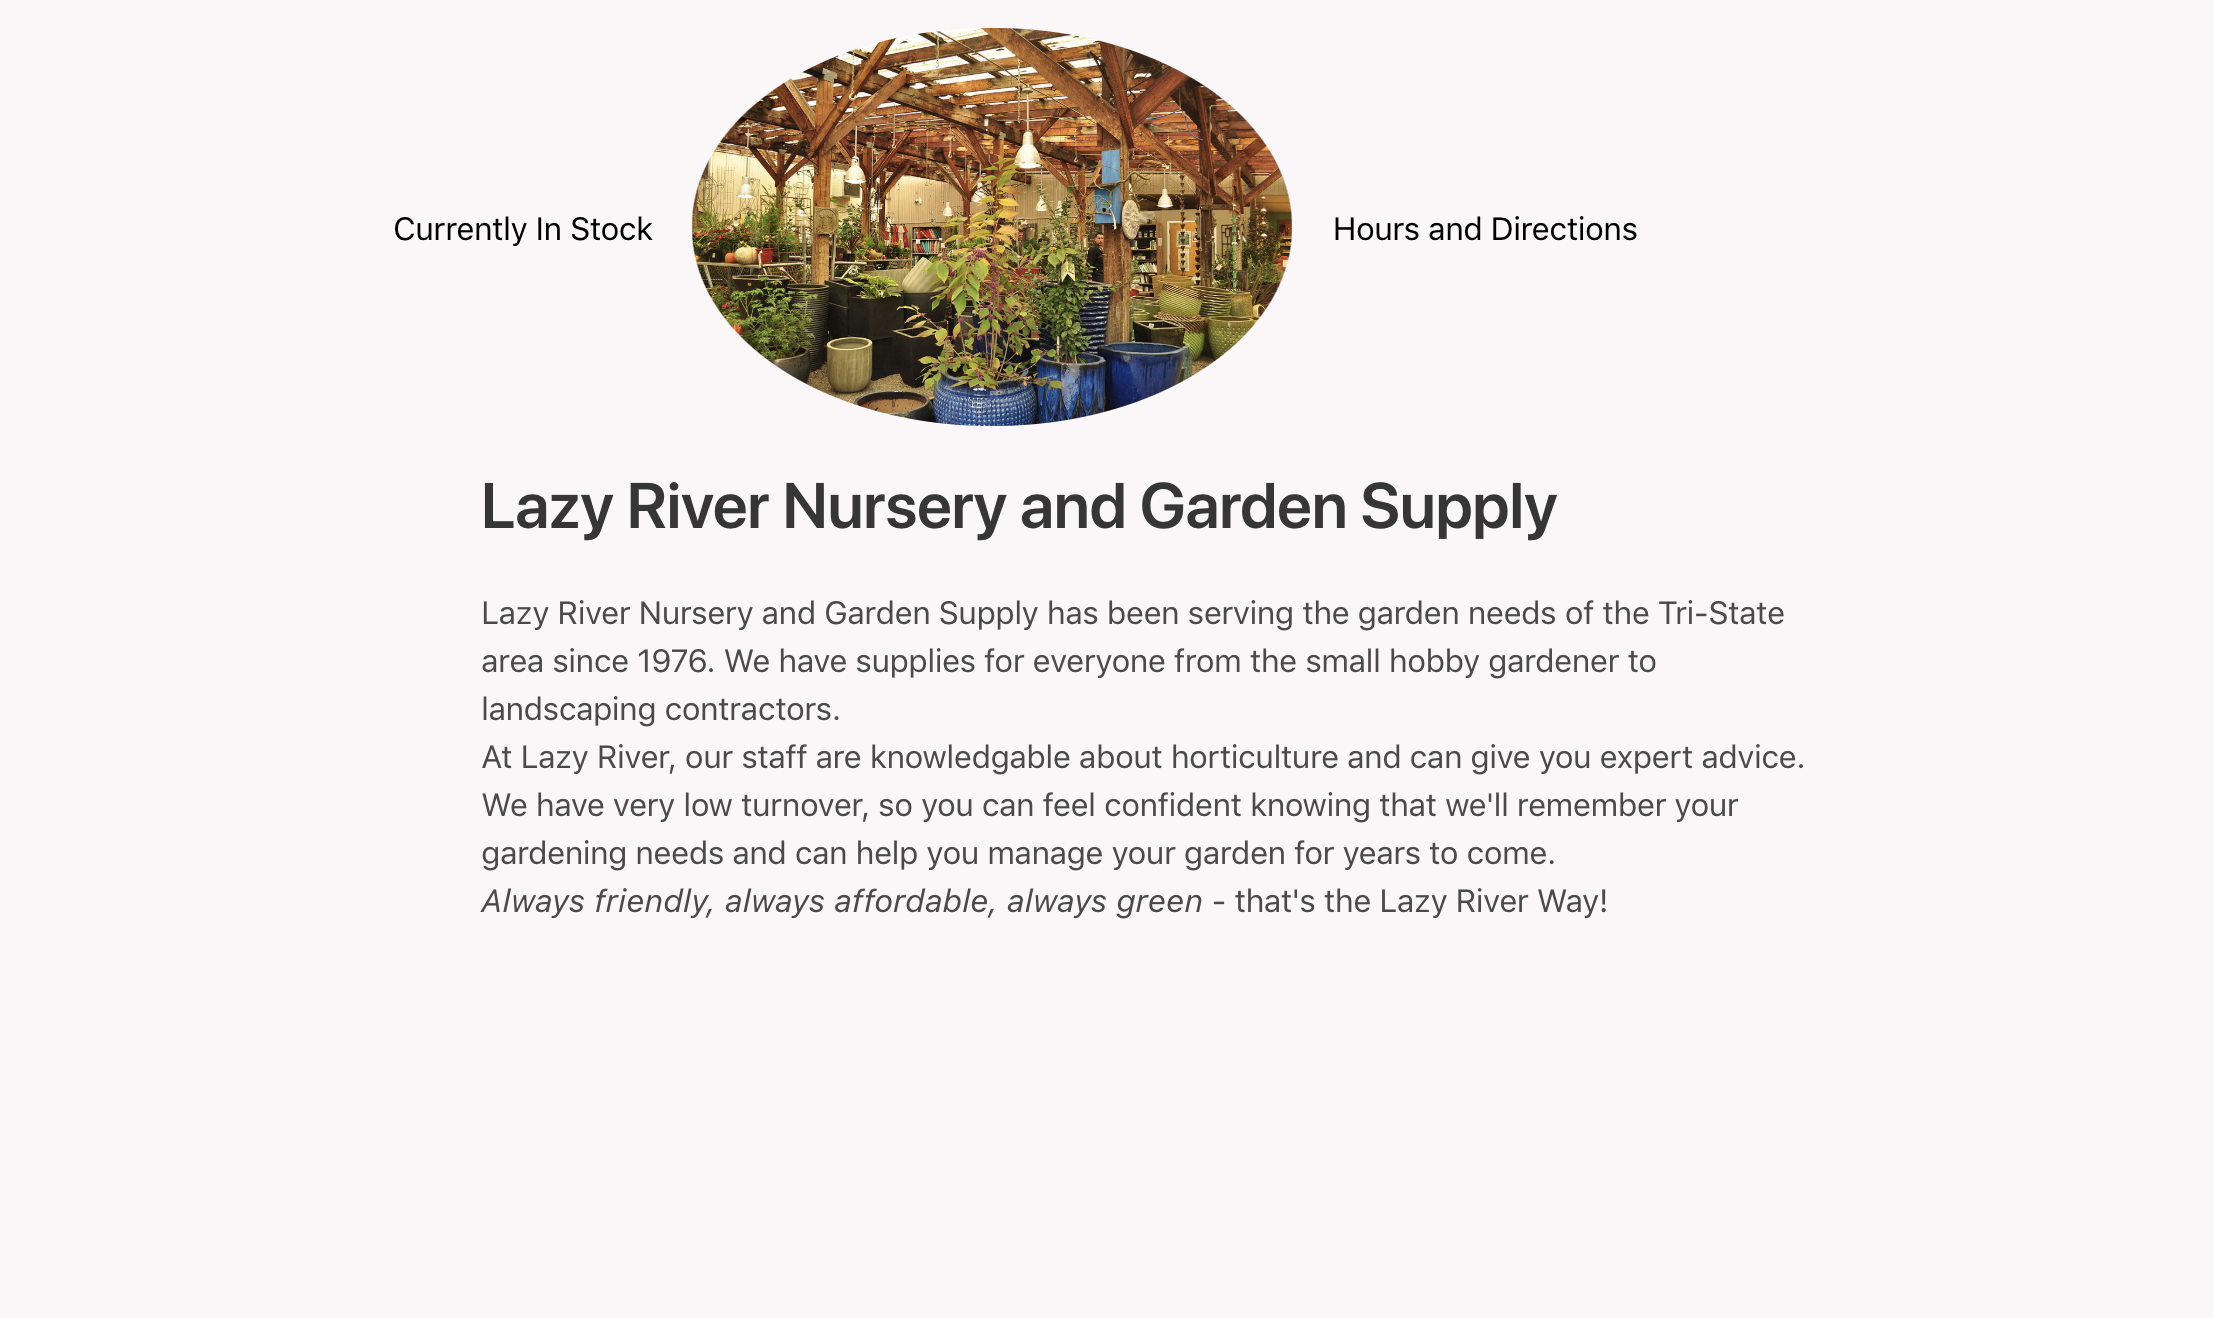 Currently In Stock
Hours and Directions
Lazy River Nursery and Garden Supply
Lazy River Nursery and Garden Supply has been serving the garden needs of the Tri-State
area since 1976. We have supplies for everyone from the small hobby gardener to
landscaping contractors.
At Lazy River, our staff are knowledgable about horticulture and can give you expert advice.
We have very low turnover, so you can feel confident knowing that we'll remember your
gardening needs and can help you manage your garden for years to come.
Always friendly, always affordable, always green - that's the Lazy River Way!